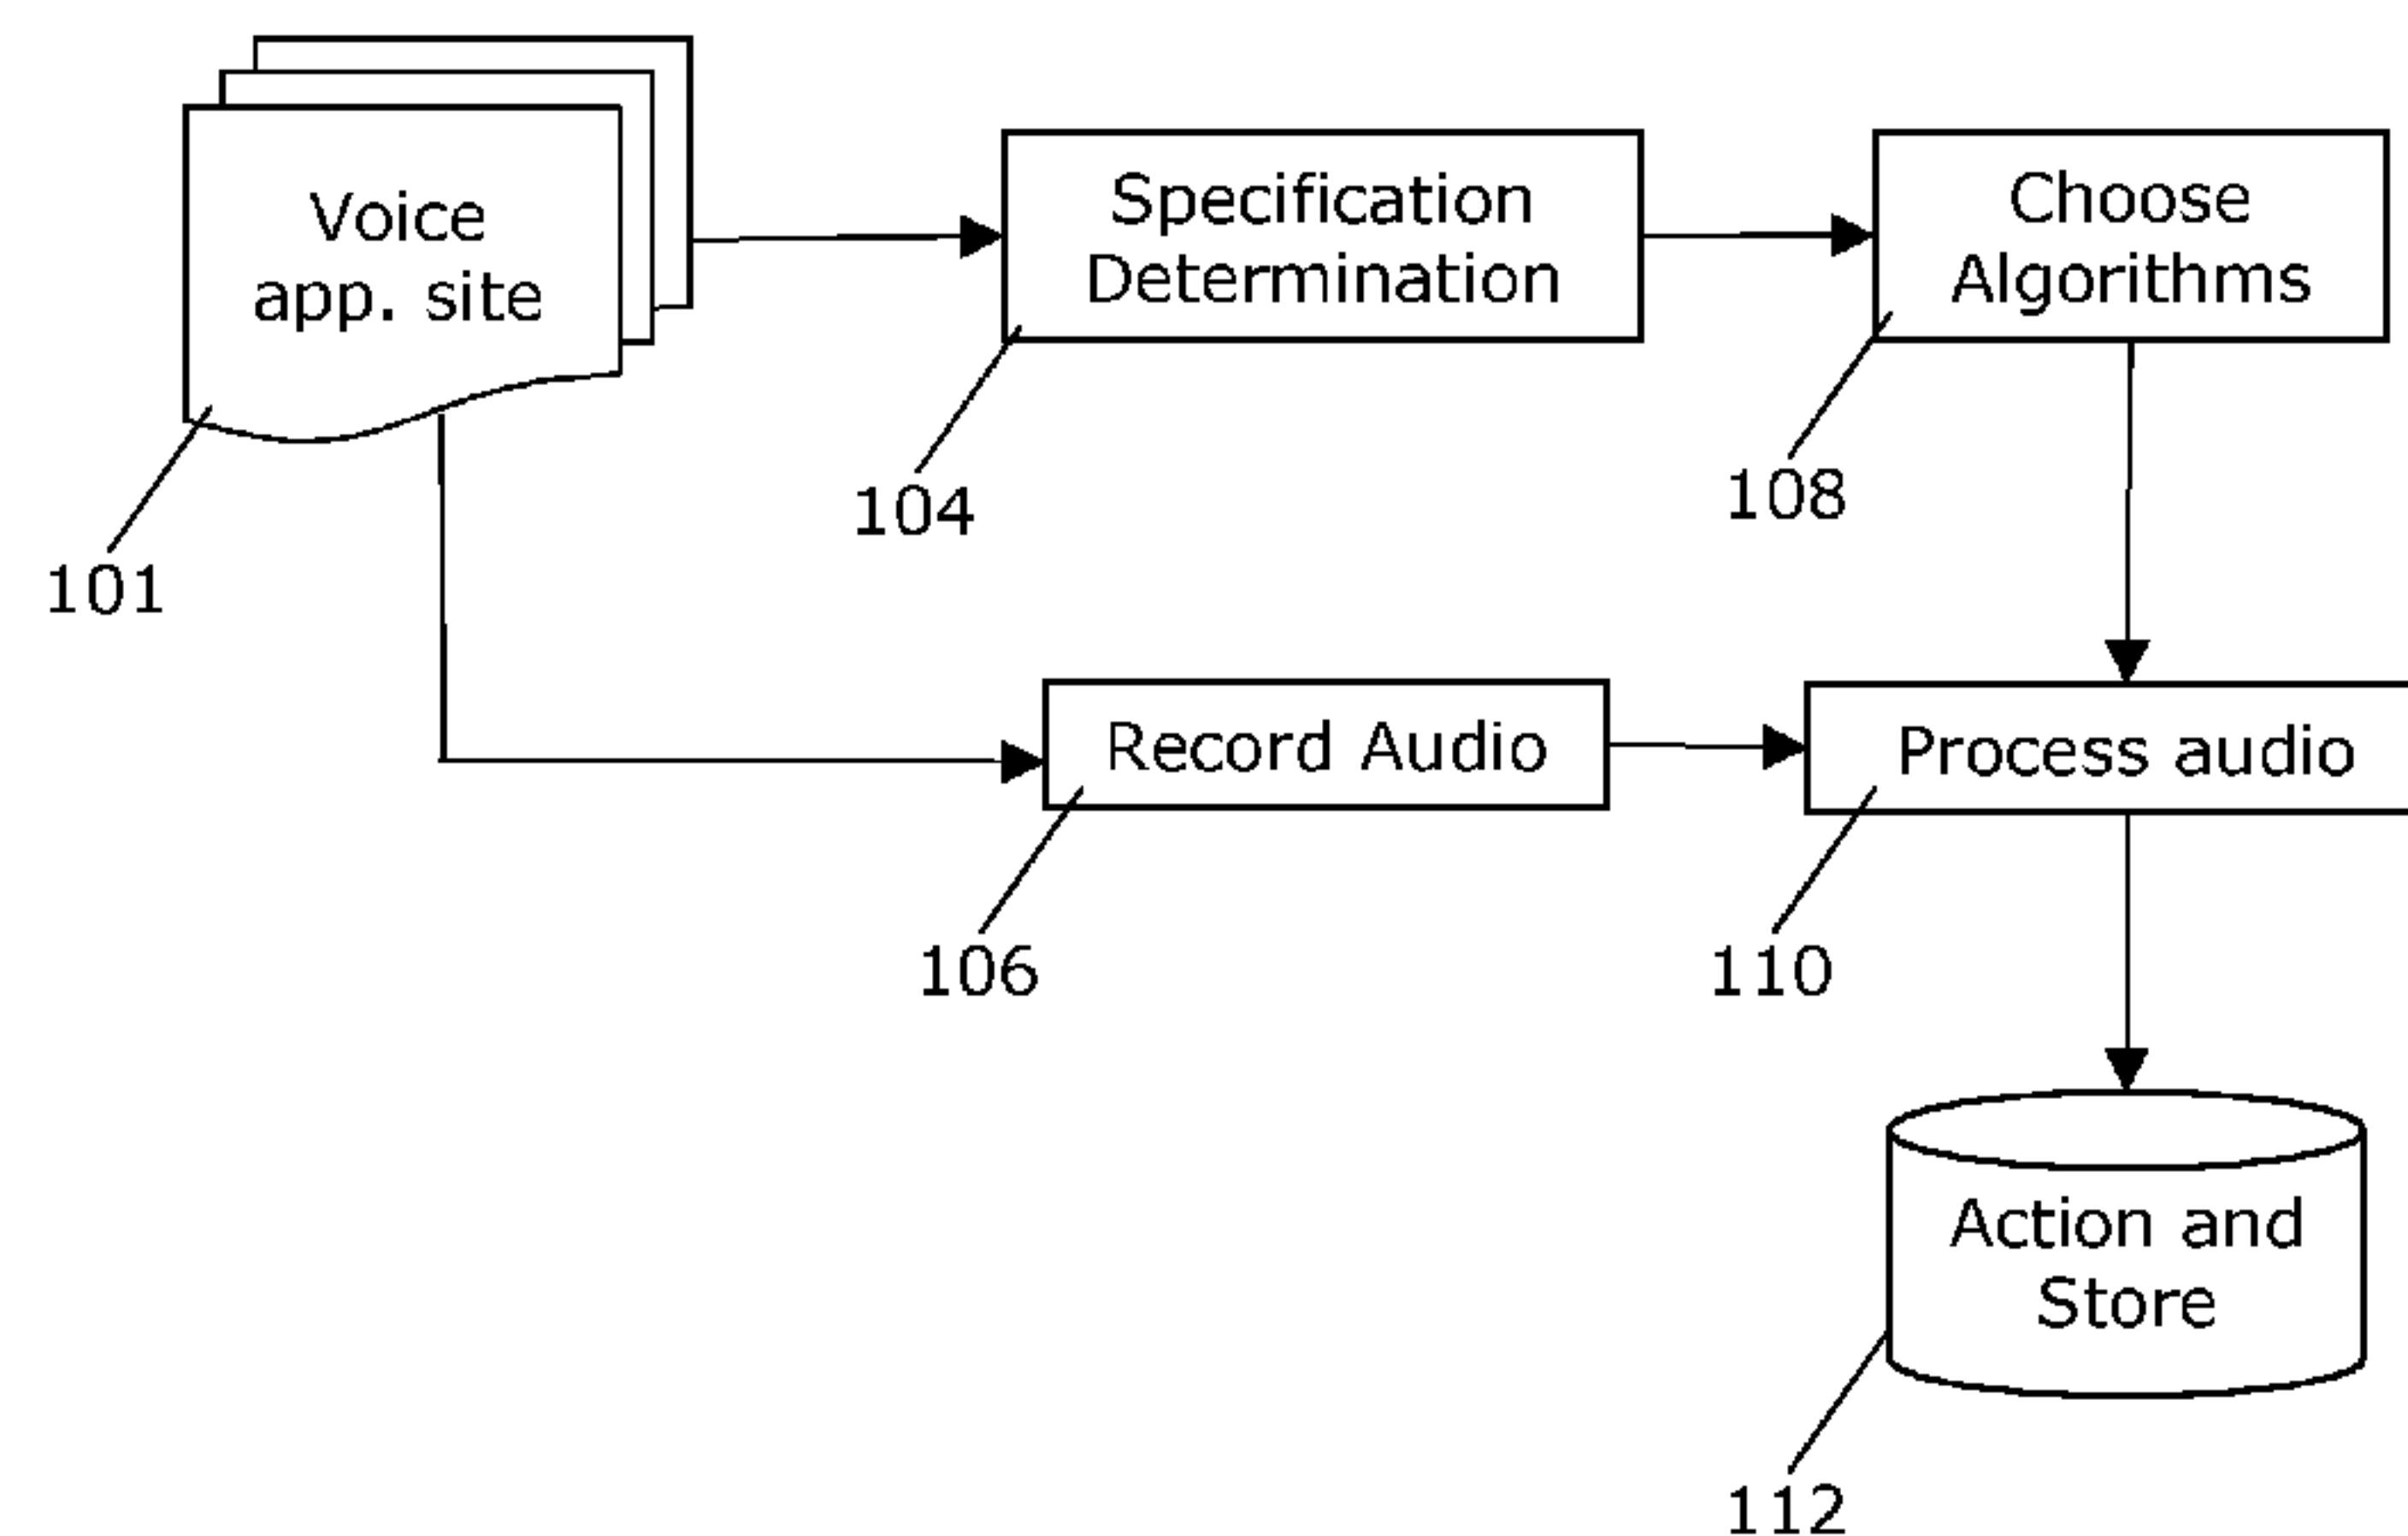 Voice
app. site
101
Specification
Determination
104
Choose
Algorithms
108
Record Audio
106
Process audio
110
Action and
Store
112